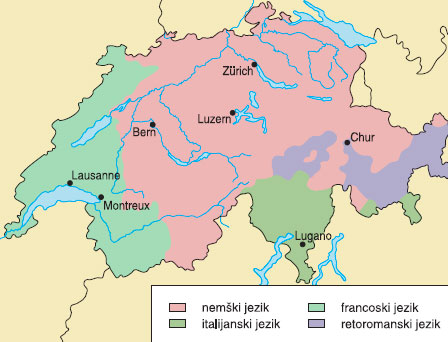 Zürich
Luzern
Bern
Chur
Lausanne
Montreux
Lugano
nemški jezik
francoski jezik
italijanski jezik
retoromanski jezik